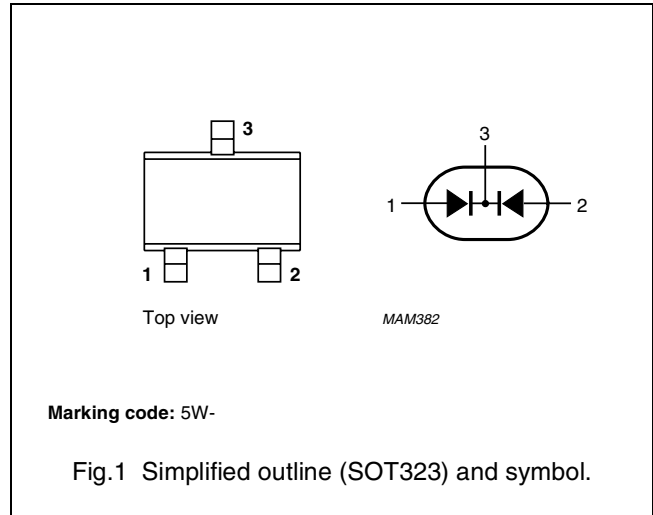 3
3
1
2
1
2
Top view
MAM382
Marking code: 5W-
Fig.1 Simplified outline (SOT323) and symbol.